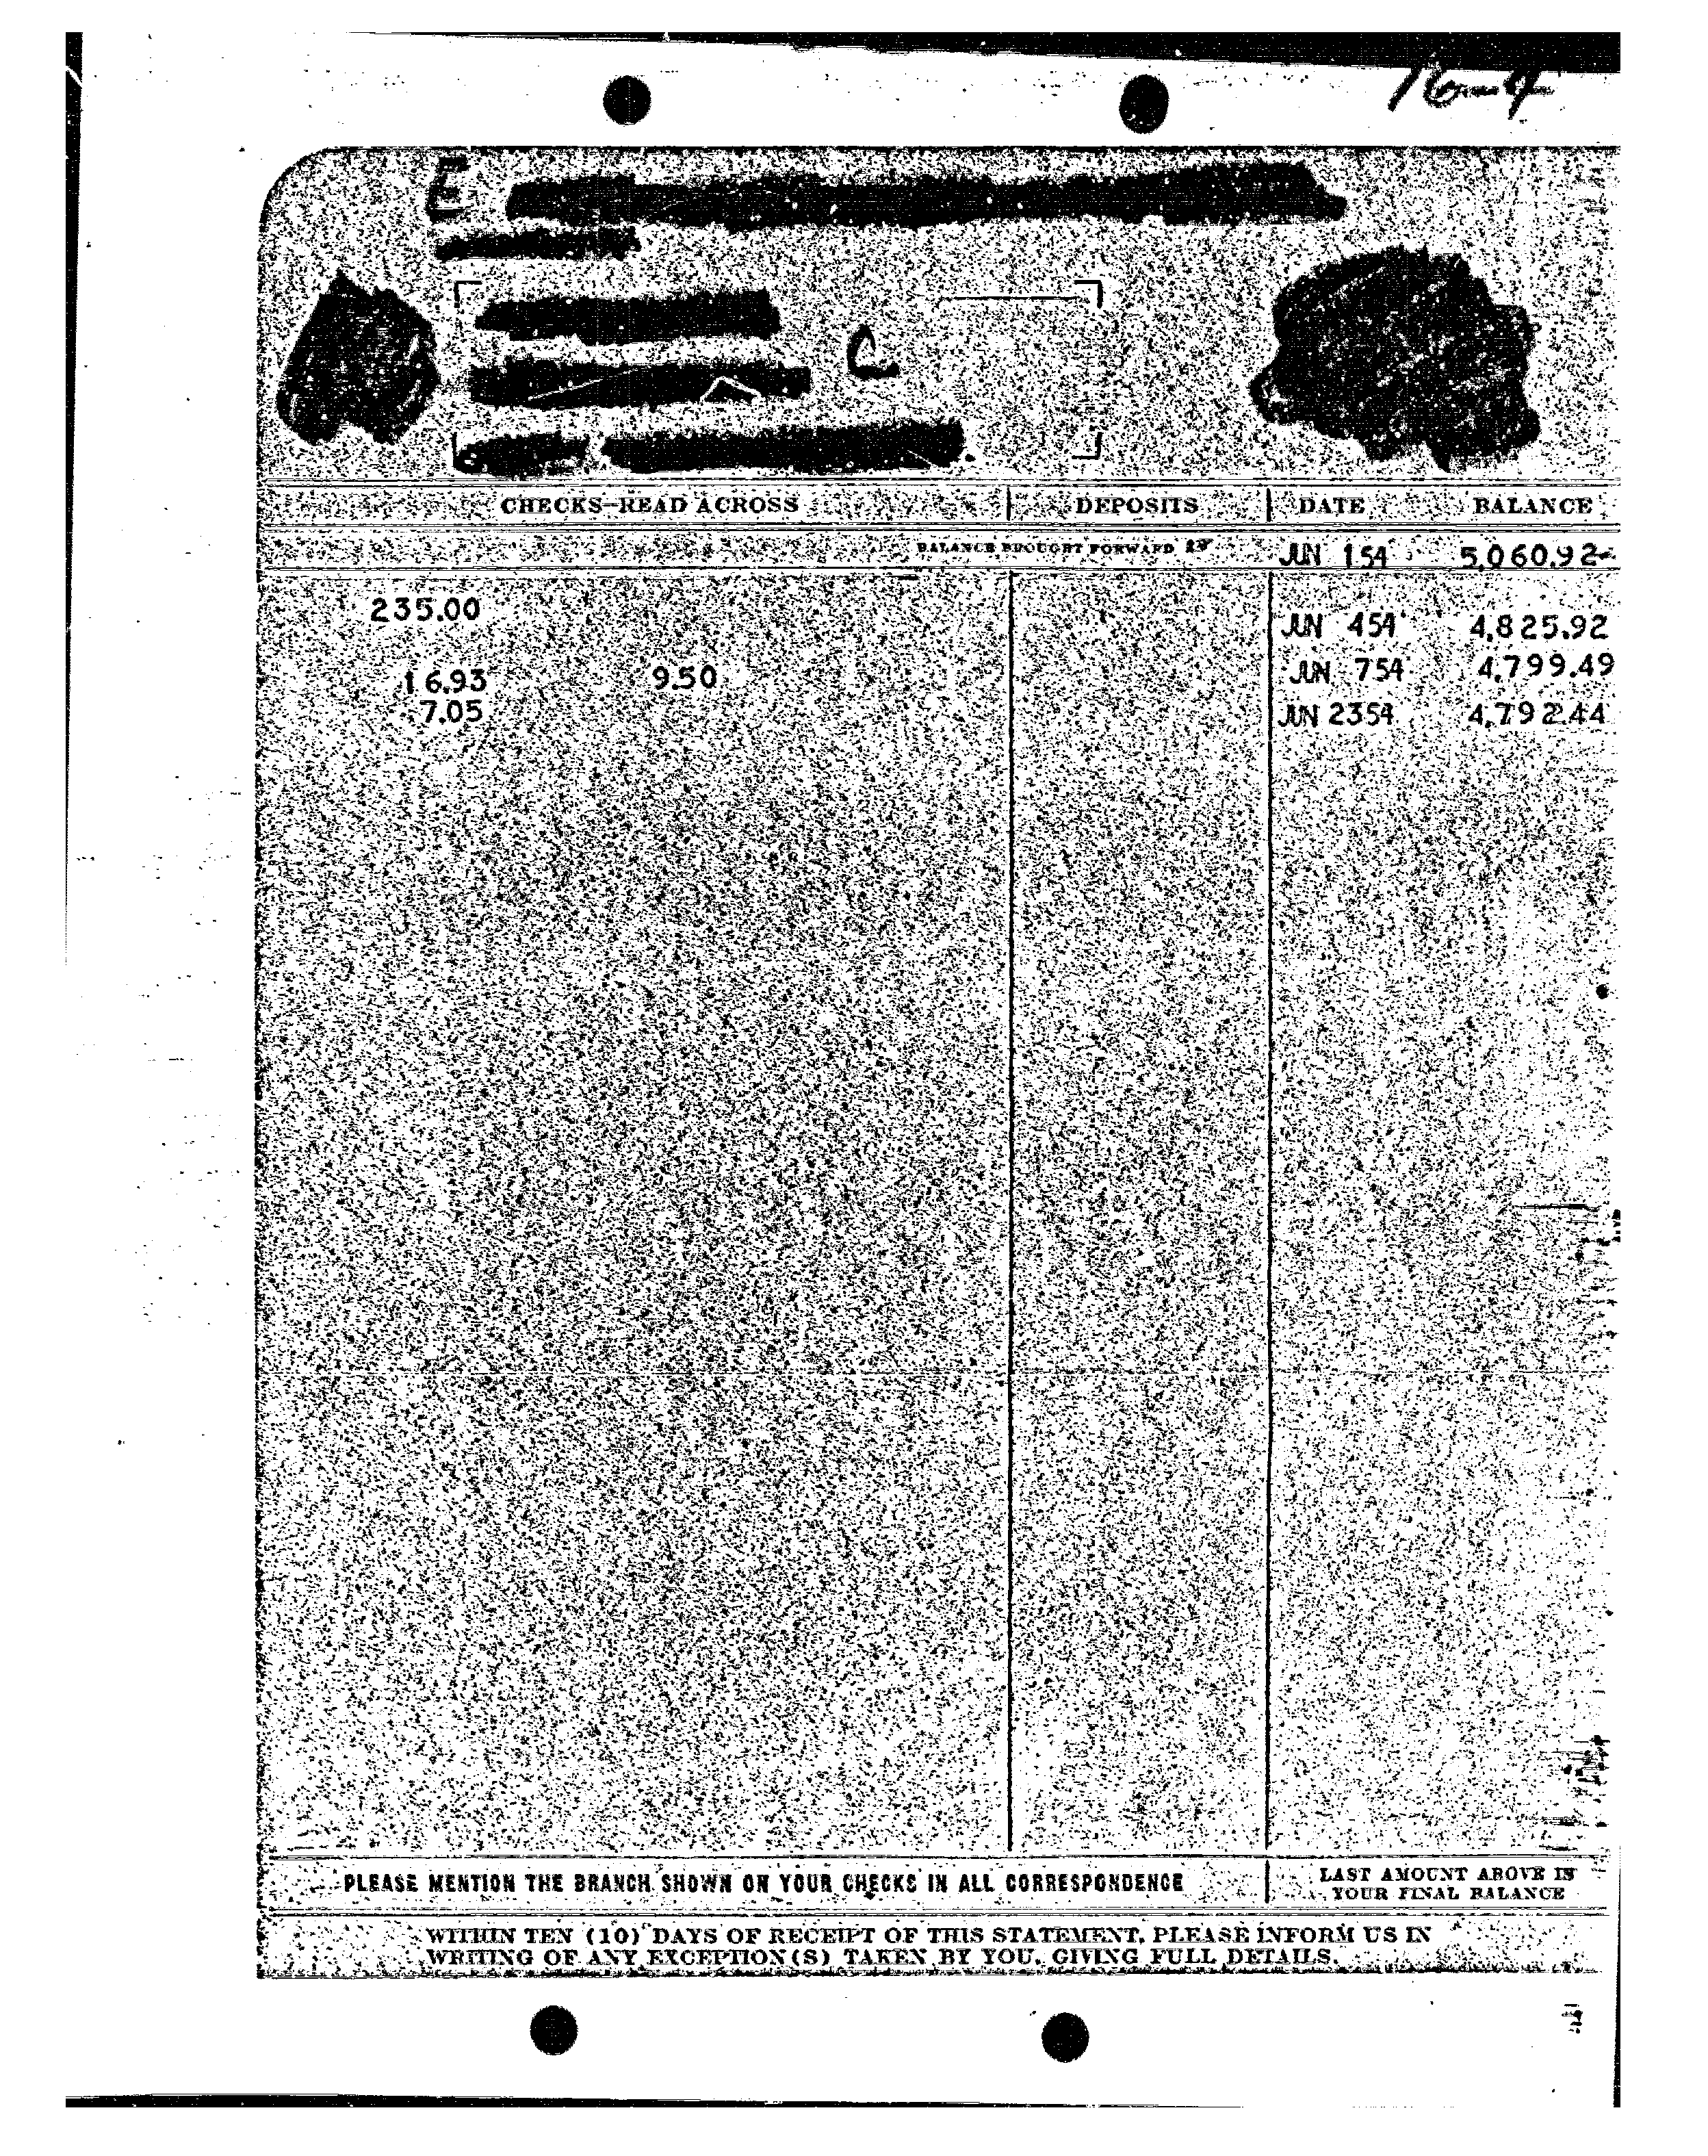 16-4
E
C
CHECKS-READ ACROSS DEPOSITS DATE BALANCE
BALANCE BROUGHT FORWARD JUN 1 54 5,060.92
235.00 JUN 4 54 4,825.92
16.93 9.50 JUN 7 54 4,799.49
7.05 JUN 23 54 4,792.44
PLEASE MENTION THE BRANCH SHOWN ON YOUR CHECKS IN ALL CORRESPONDENCE
LAST AMOUNT ABOVE IS
YOUR FINAL BALANCE
WITHIN TEN (10) DAYS OF RECEIPT OF THIS STATEMENT, PLEASE INFORM US IN
WRITING OF ANY EXCEPTION(S) TAKEN BY YOU, GIVING FULL DETAILS.